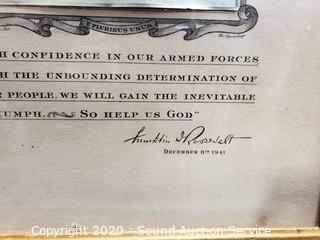 E PLURIBUS UNUM
H CONFIDENCE IN OUR ARMED FORCES
H THE UNBOUNDING DETERMINATION OF
R PEOPLE, WE WILL GAIN THE INEVITABLE
UMPH. So HELP US GOD"
Franklin D Roosevelt
DECEMBER 8TH 1941
Copyright 2020 - Sound Auction Service